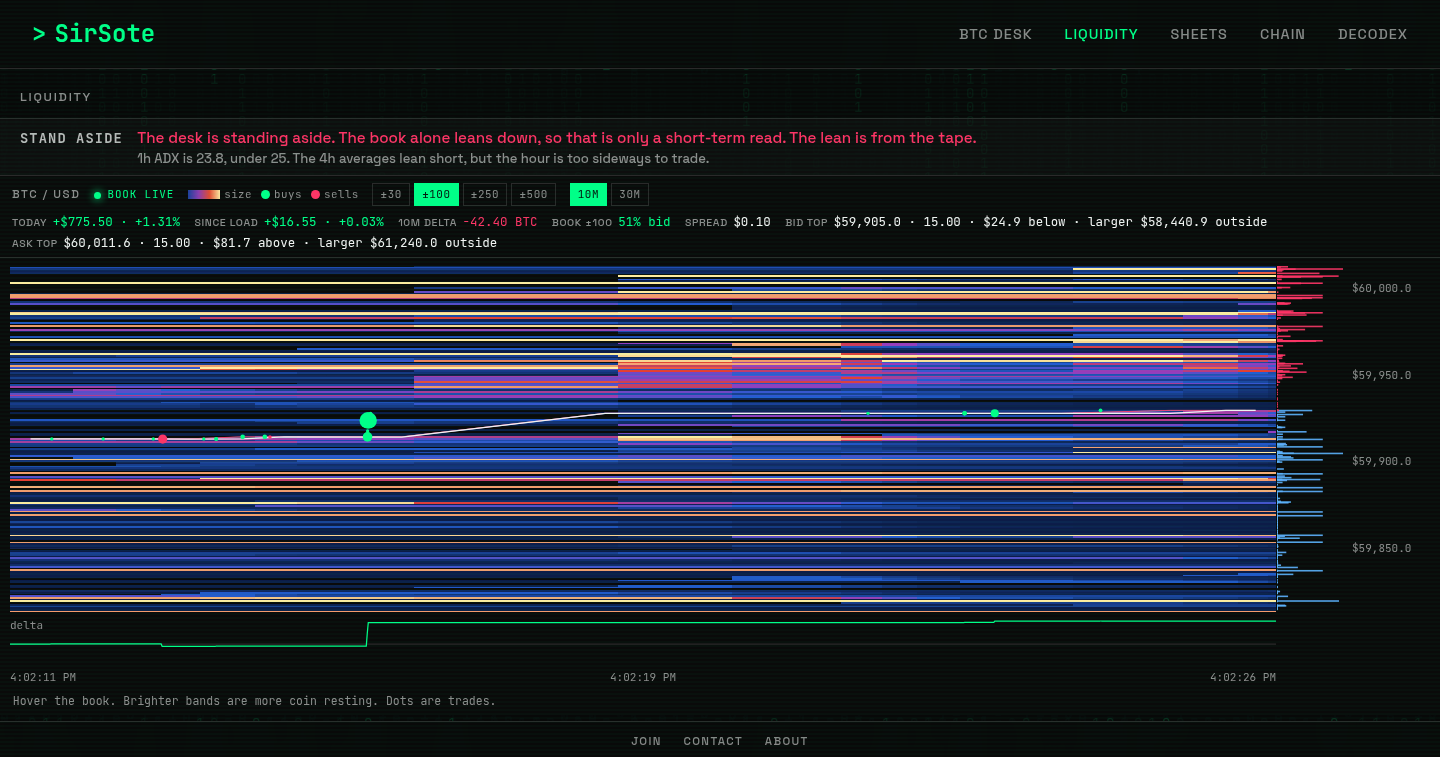 > SirSote
BTC DESK LIQUIDITY SHEETS CHAIN DECODEX
LIQUIDITY
STAND ASIDE The desk is standing aside. The book alone leans down, so that is only a short-term read. The lean is from the tape.
1h ADX is 23.8, under 25. The 4h averages lean short, but the hour is too sideways to trade.
BTC / USD BOOK LIVE size buys sells ±30 ±100 ±250 ±500 10M 30M
TODAY +$775.50 · +1.31% SINCE LOAD +$16.55 · +0.03% 10M DELTA -42.40 BTC BOOK ±100 51% bid SPREAD $0.10 BID TOP $59,905.0 · 15.00 · $24.9 below · larger $58,440.9 outside
ASK TOP $60,011.6 · 15.00 · $81.7 above · larger $61,240.0 outside
$60,000.0
$59,950.0
$59,900.0
$59,850.0
delta
4:02:11 PM 4:02:19 PM 4:02:26 PM
Hover the book. Brighter bands are more coin resting. Dots are trades.
JOIN CONTACT ABOUT